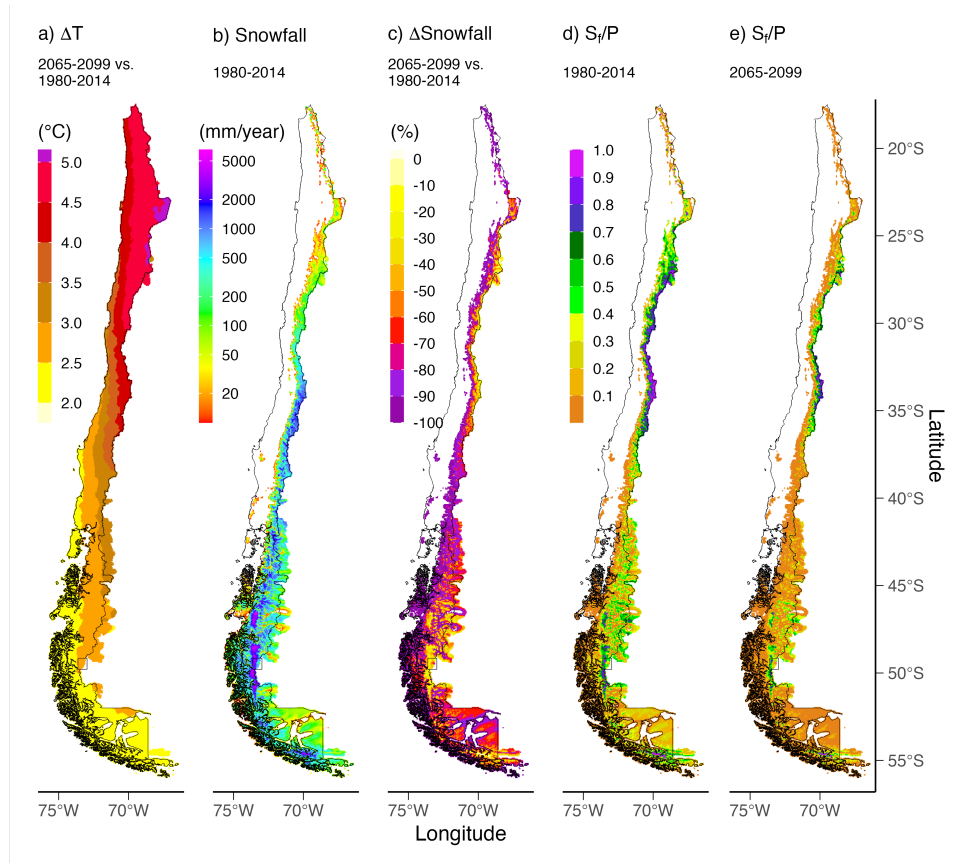 a) ΔT
2065-2099 vs.
1980-2014
(°C)
5.0
4.5
4.0
3.5
3.0
2.5
2.0
b) Snowfall
1980-2014
(mm/year)
5000
2000
1000
500
200
100
50
20
c) ΔSnowfall
2065-2099 vs.
1980-2014
(%)
0
-10
-20
-30
-40
-50
-60
-70
-80
-90
-100
d) Sf/P
1980-2014
1.0
0.9
0.8
0.7
0.6
0.5
0.4
0.3
0.2
0.1
e) Sf/P
2065-2099
20°S
25°S
30°S
35°S
40°S
45°S
50°S
55°S
Latitude
75°W 70°W 75°W 70°W 75°W 70°W 75°W 70°W 75°W 70°W
Longitude